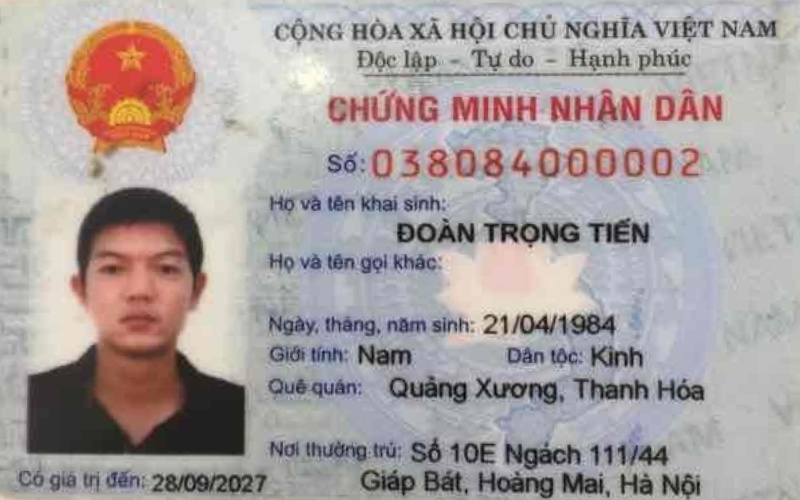 CỘNG HÒA XÃ HỘI CHỦ NGHĨA VIỆT NAM
Độc lập - Tự do - Hạnh phúc
CHỨNG MINH NHÂN DÂN
Số: 038084000002
Họ và tên khai sinh:
ĐOÀN TRỌNG TIẾN
Họ và tên gọi khác:
Ngày, tháng, năm sinh: 21/04/1984
Giới tính: Nam Dân tộc: Kinh
Quê quán: Quảng Xương, Thanh Hóa
Nơi thường trú: Số 10E Ngách 111/44
Giáp Bát, Hoàng Mai, Hà Nội
Có giá trị đến: 28/09/2027